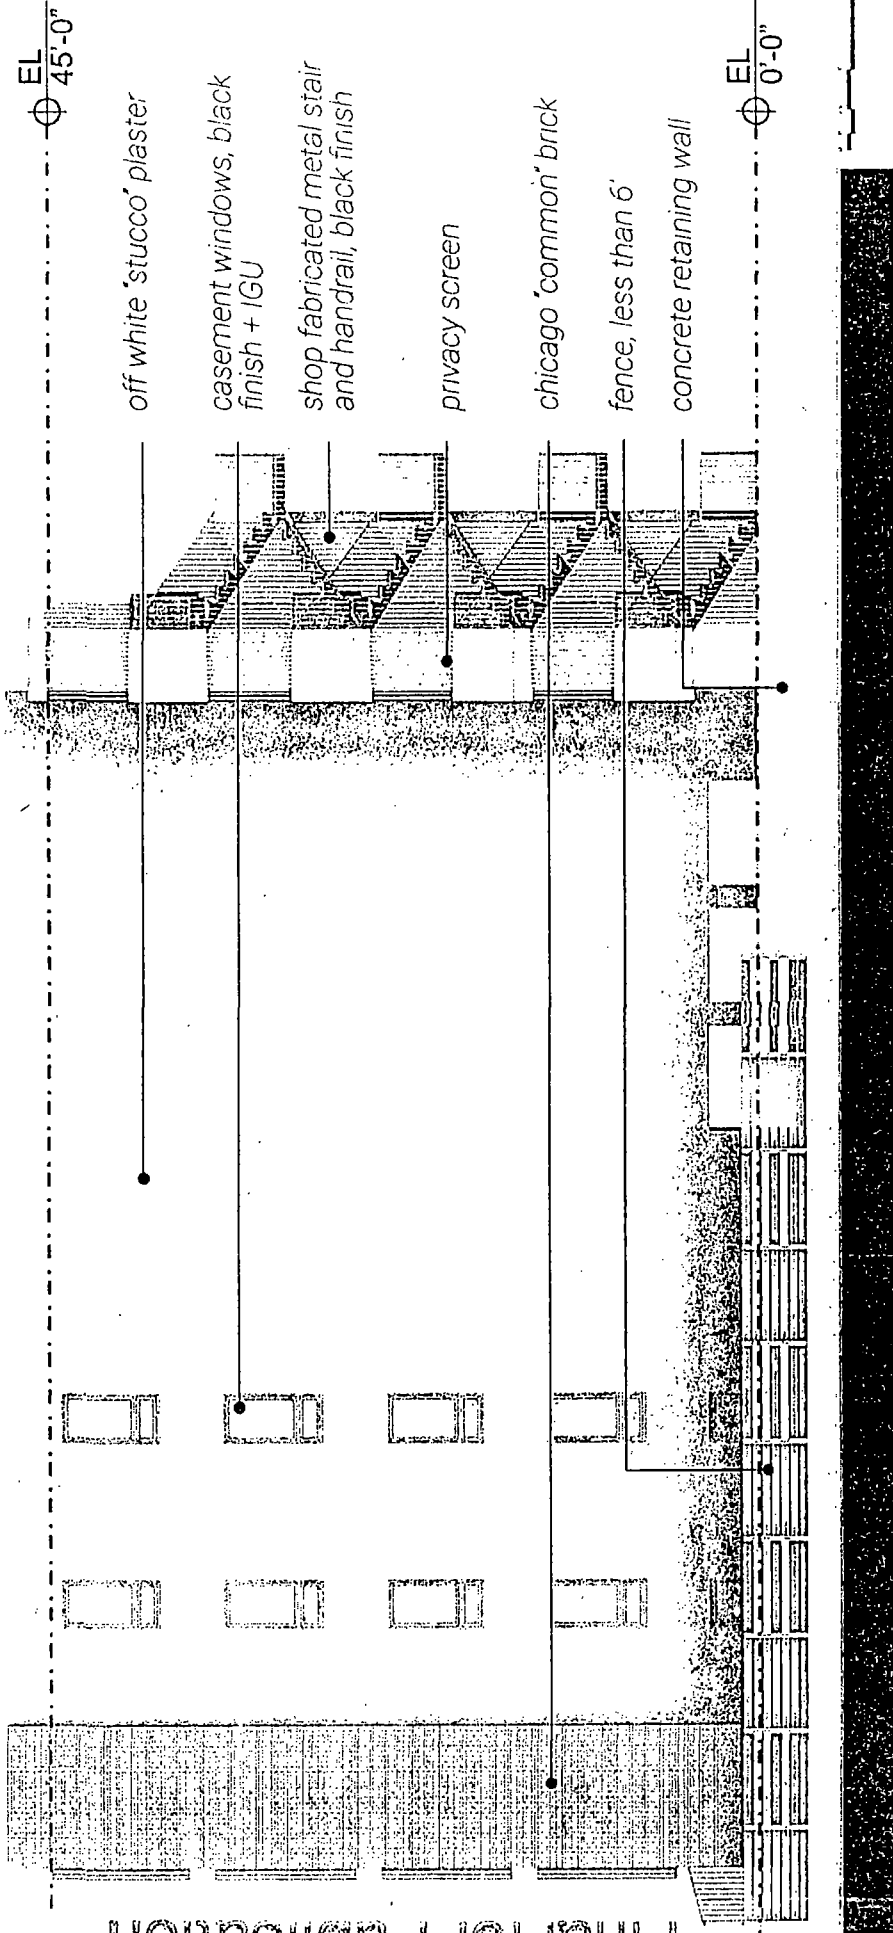 EL
45'-0"
off white "stucco" plaster
casement windows, black
finish + IGU
shop fabricated metal stair
and handrail, black finish
privacy screen
chicago "common" brick
fence, less than 6'
concrete retaining wall
EL
0'-0"